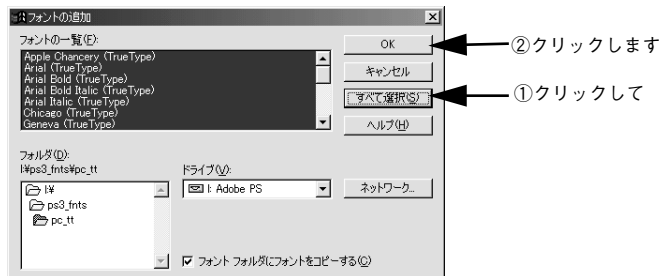 フォントの追加
フォントの一覧(F):
Apple Chancery (TrueType)
Arial (TrueType)
Arial Bold (TrueType)
Arial Bold Italic (TrueType)
Arial Italic (TrueType)
Chicago (TrueType)
Geneva (TrueType)
OK
キャンセル
すべて選択(S)
ヘルプ(H)
②クリックします
①クリックして
フォルダ(D):
I:¥ps3_fnts¥pc_tt
I:¥
ps3_fnts
pc_tt
ドライブ(V):
I: Adobe PS
ネットワーク...
フォント フォルダにフォントをコピーする(C)